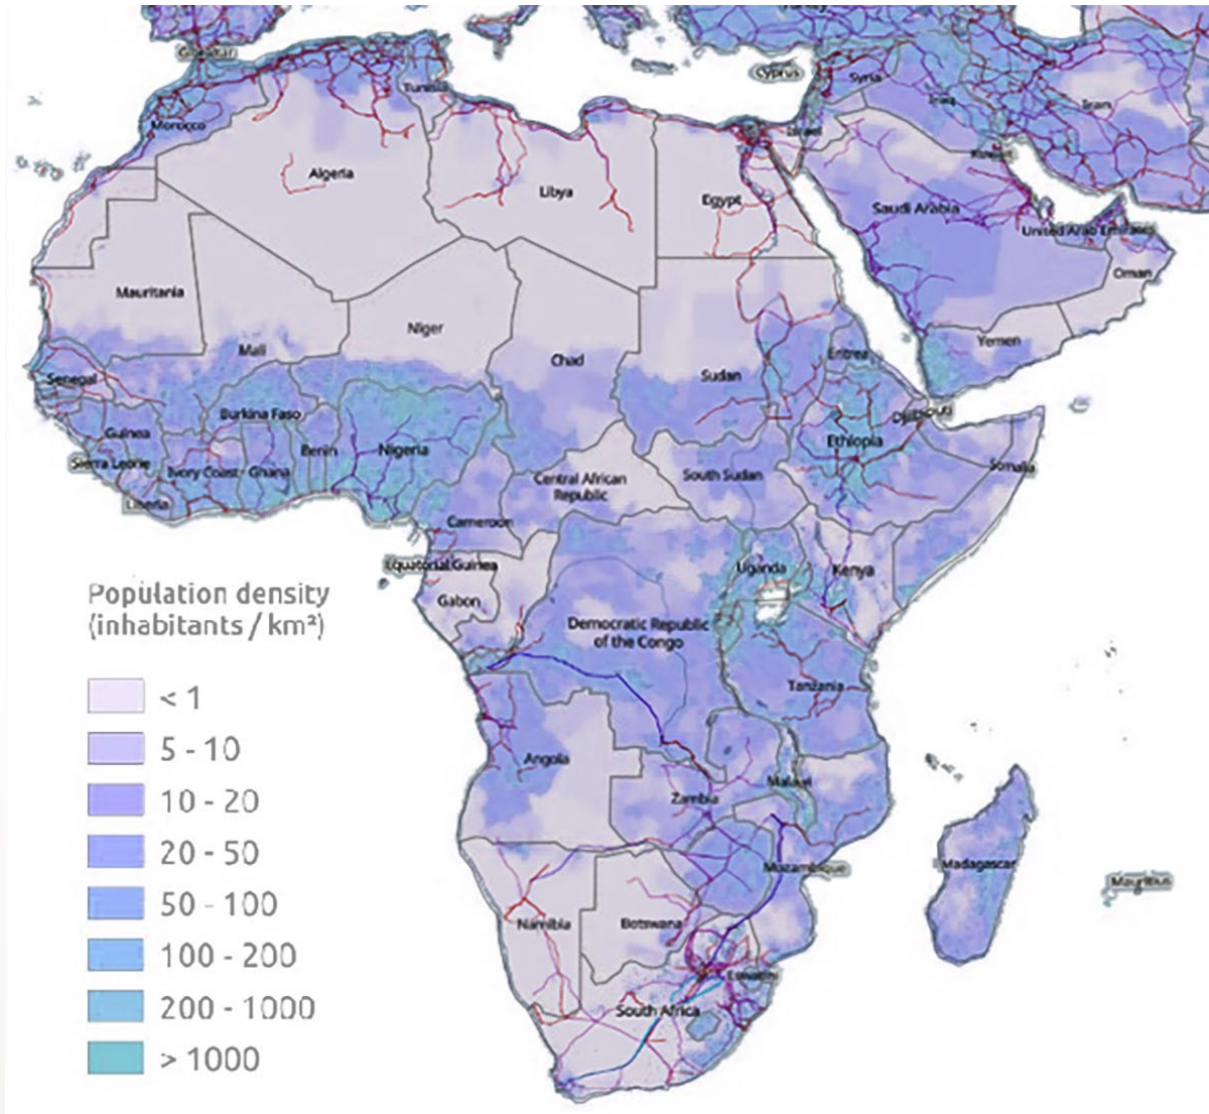 Gibraltar
Cyprus
Syria
Tunisia
Iraq
Iran
Morocco
Israel
Kuwait
Algeria
Libya
Egypt
Saudi Arabia
United Arab Emirates
Oman
Mauritania
Mali
Niger
Chad
Sudan
Eritrea
Yemen
Senegal
Burkina Faso
Djibouti
Guinea
Benin
Nigeria
Ethiopia
Sierra Leone
Ivory Coast
Ghana
Central African
Republic
South Sudan
Somalia
Liberia
Cameroon
Equatorial Guinea
Uganda
Kenya
Gabon
Democratic Republic
of the Congo
Tanzania
Angola
Zambia
Malawi
Mozambique
Madagascar
Mauritius
Namibia
Botswana
Eswatini
South Africa
Population density
(inhabitants / km²)
< 1
5 - 10
10 - 20
20 - 50
50 - 100
100 - 200
200 - 1000
> 1000